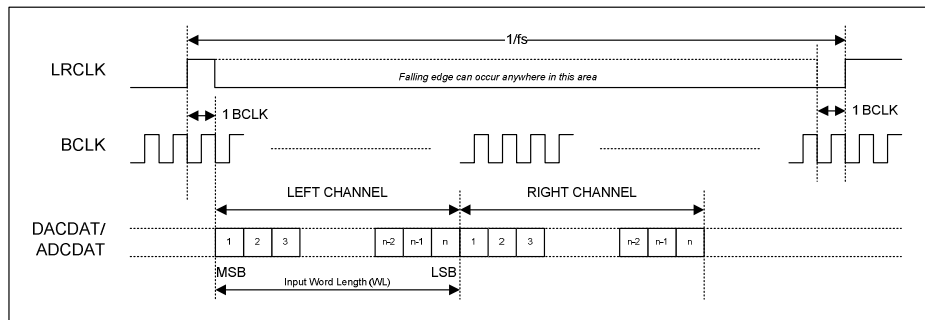 1/fs
LRCLK
Falling edge can occur anywhere in this area
1 BCLK
1 BCLK
BCLK
LEFT CHANNEL
RIGHT CHANNEL
DACDAT/
ADCDAT
1 2 3 n-2 n-1 n 1 2 3 n-2 n-1 n
MSB
LSB
Input Word Length (WL)